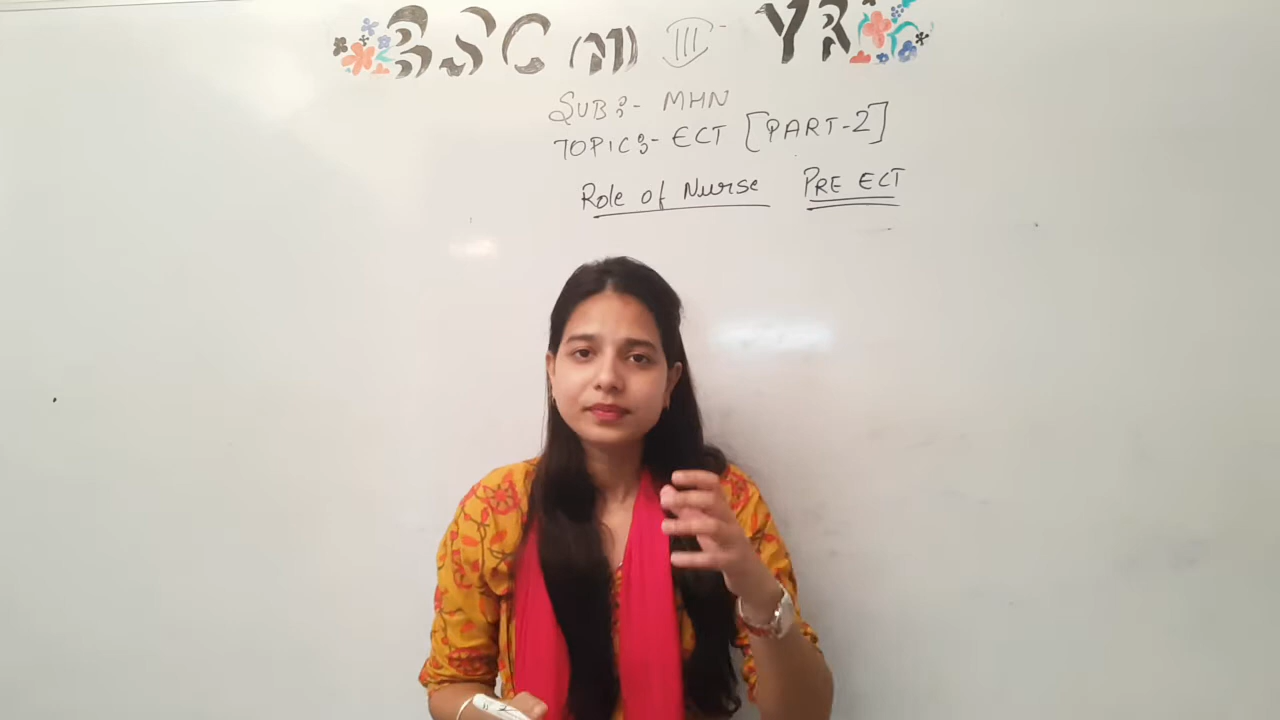 BSC (N) III - YR
SUB:- MHN
TOPIC:- ECT [PART-2]
Role of Nurse PRE ECT